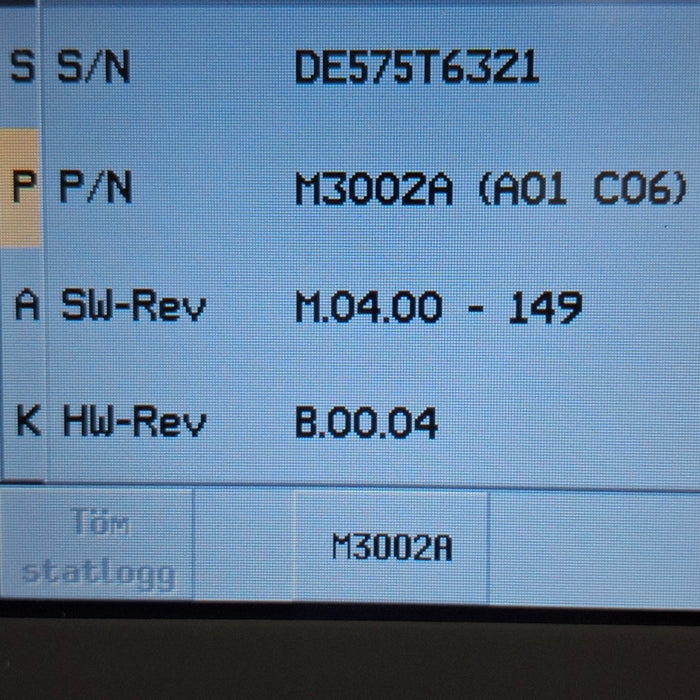 S S/N DE575T6321
P P/N M3002A (A01 C06)
A SW-Rev M.04.00 - 149
K HW-Rev B.00.04
Töm
statlogg
M3002A